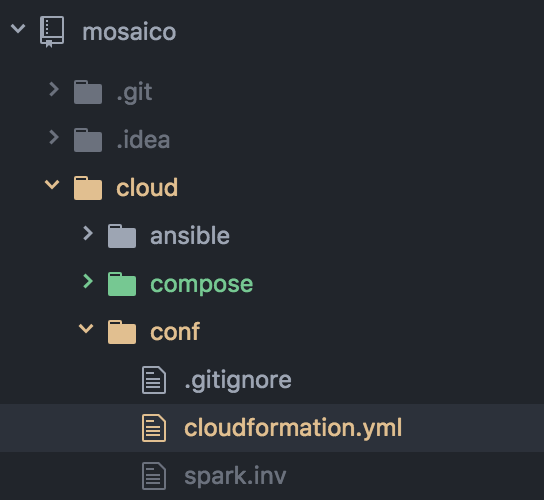 mosaico
.git
.idea
cloud
ansible
compose
conf
.gitignore
cloudformation.yml
spark.inv